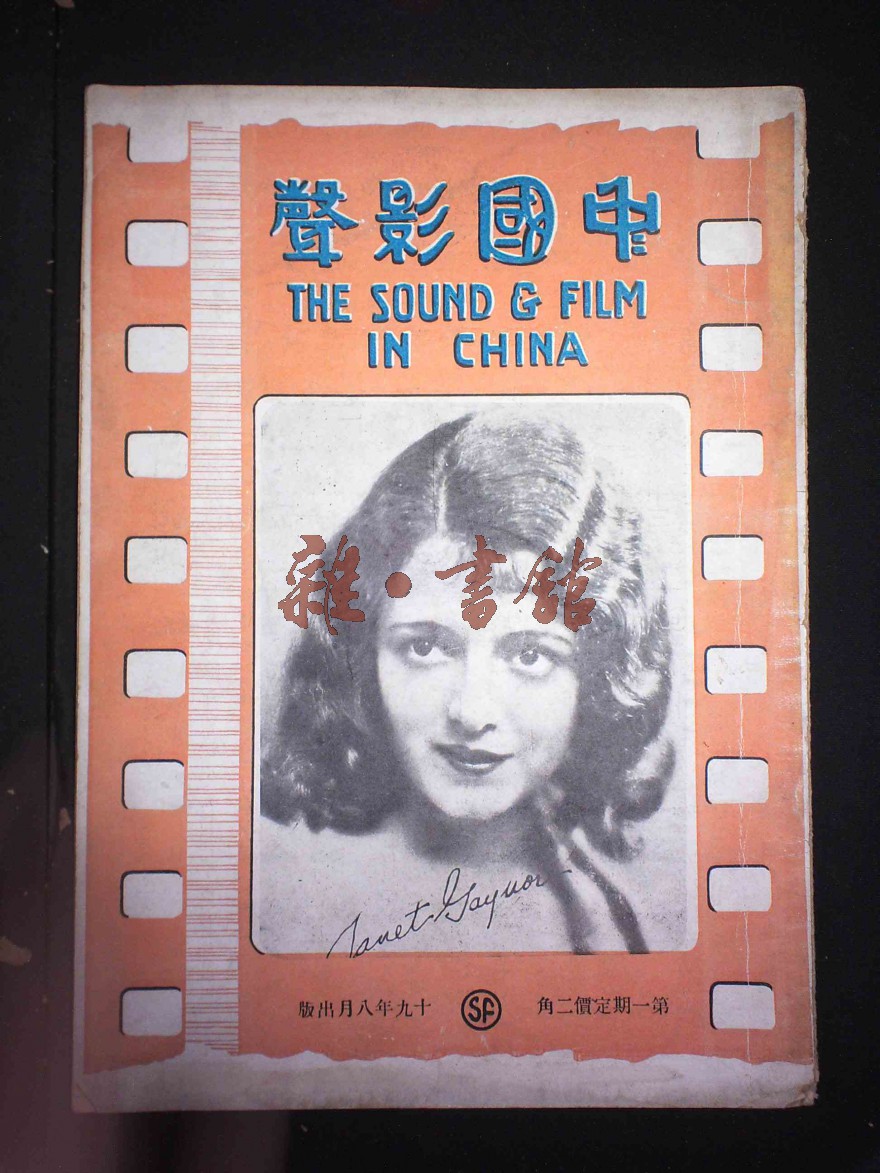 中國影聲
THE SOUND & FILM
IN CHINA
雜·書館
Janet Gaynor
第一期定價二角
SF
十九年八月出版